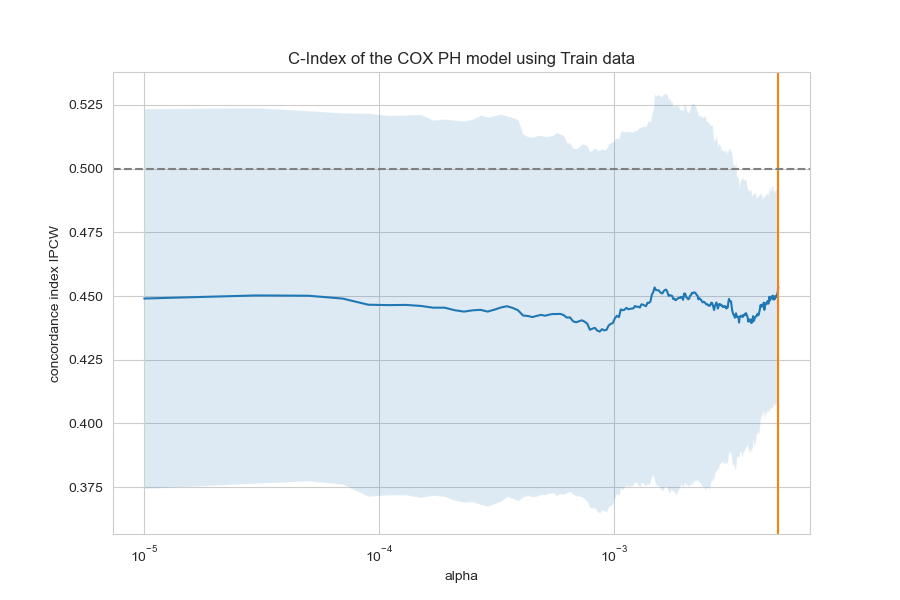 C-Index of the COX PH model using Train data
concordance index IPCW
0.525
0.500
0.475
0.450
0.425
0.400
0.375
10⁻⁵ 10⁻⁴ 10⁻³
alpha